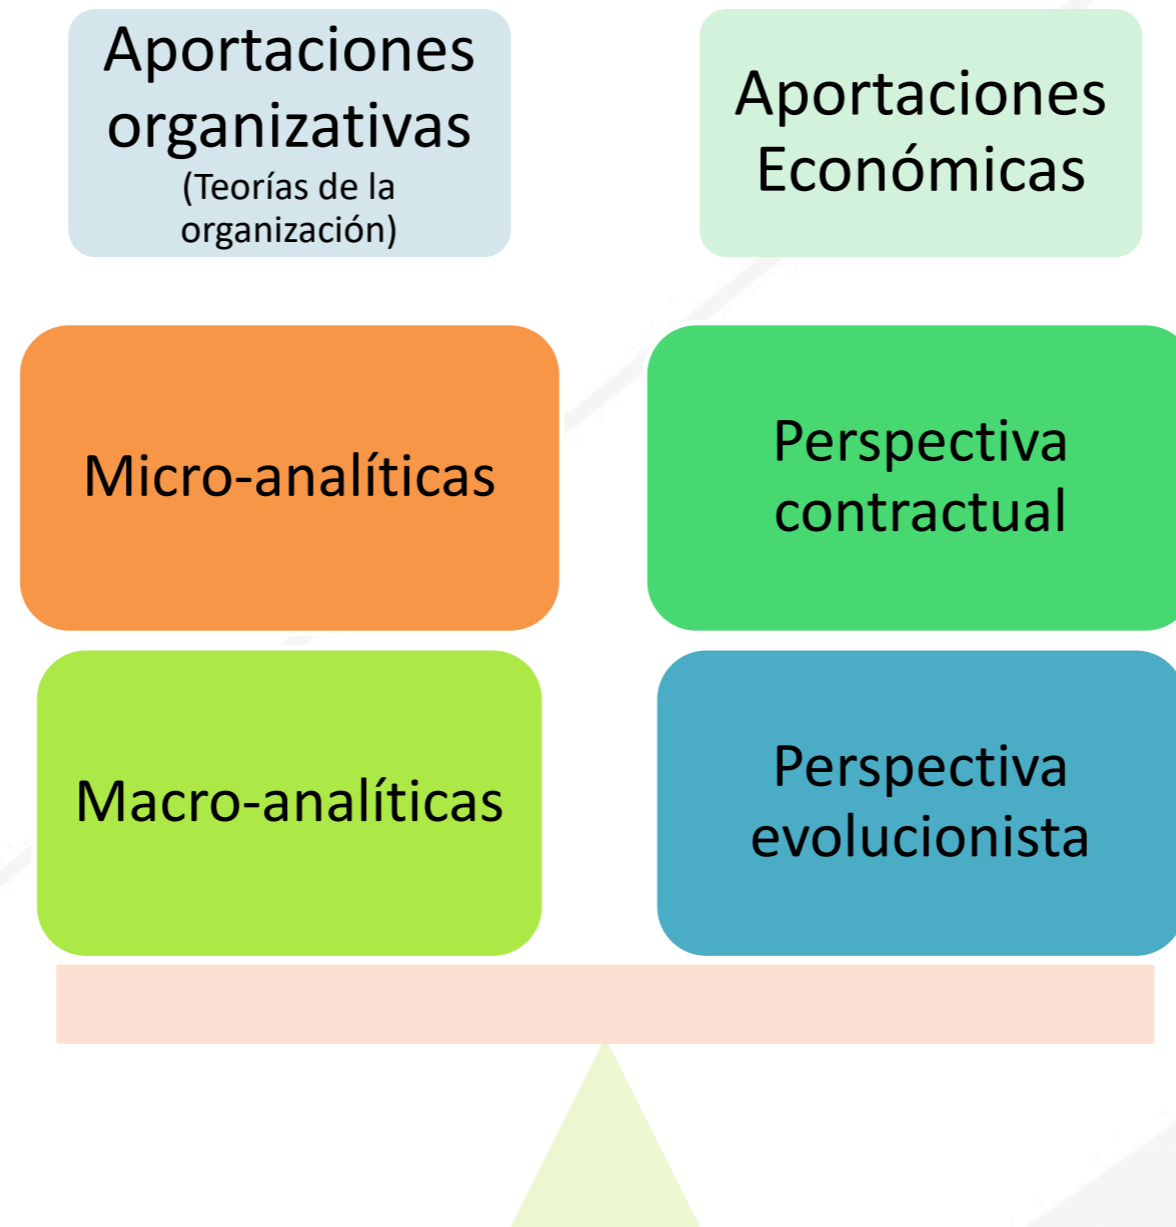 Aportaciones
organizativas
(Teorías de la
organización)
Aportaciones
Económicas
Micro-analíticas
Perspectiva
contractual
Macro-analíticas
Perspectiva
evolucionista